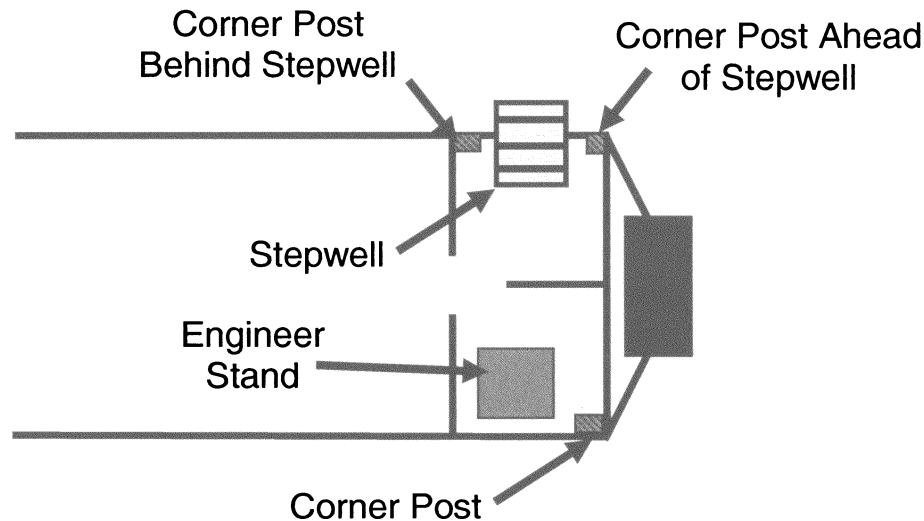 Corner Post
Behind Stepwell
Corner Post Ahead
of Stepwell
Stepwell
Engineer
Stand
Corner Post